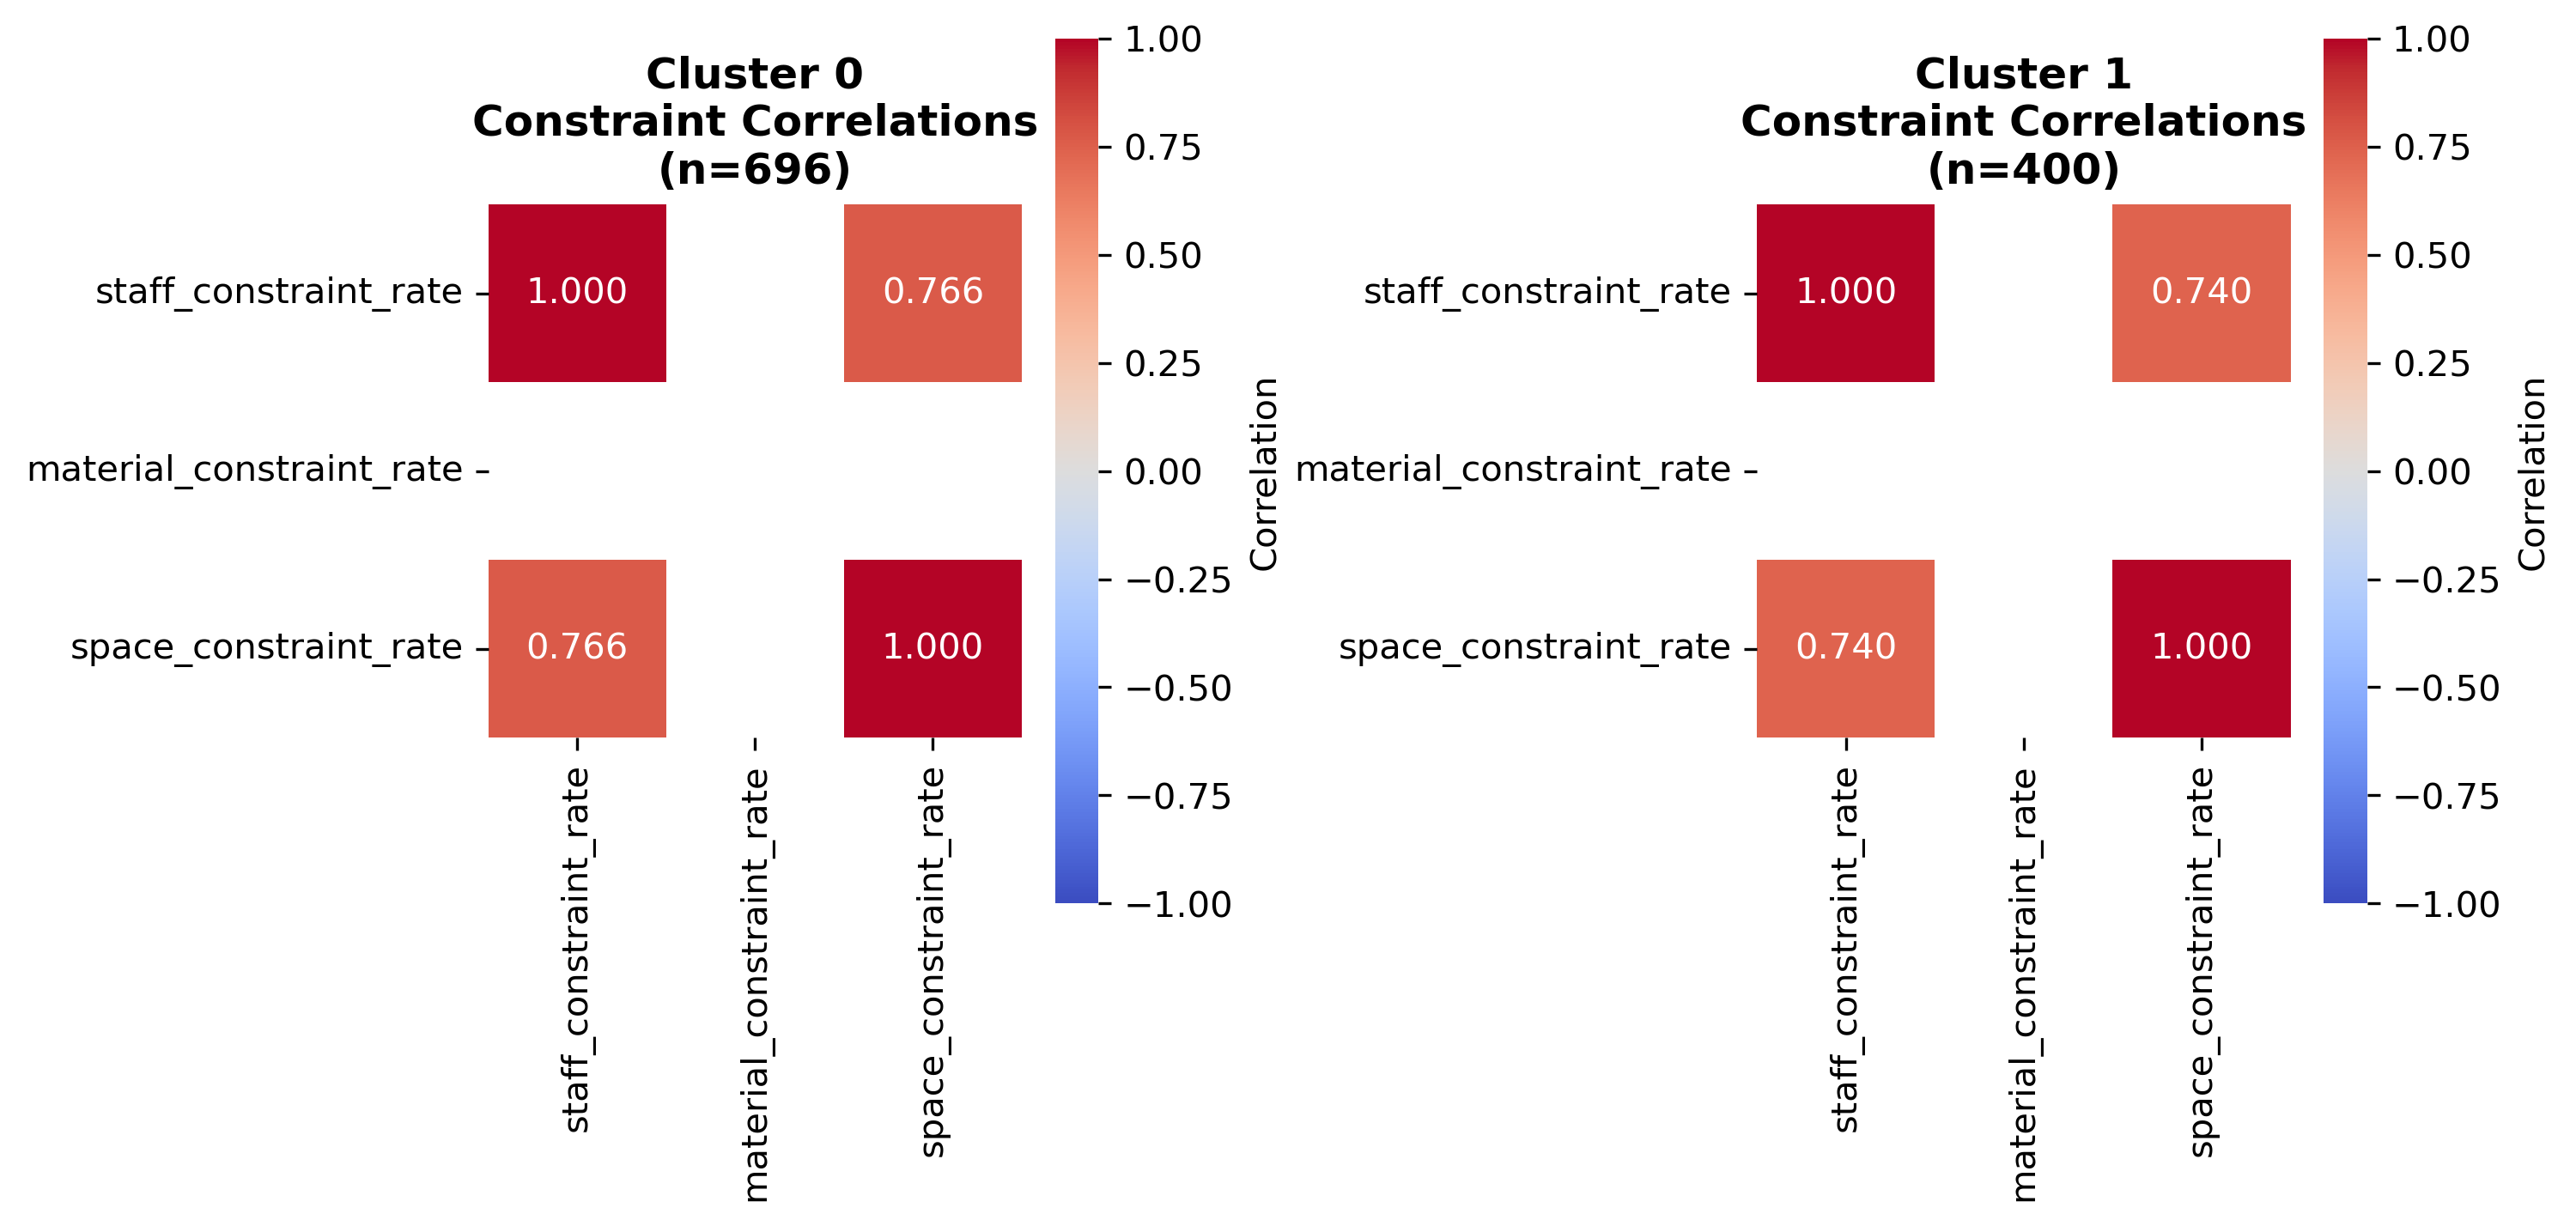 Cluster 0
Constraint Correlations
(n=696)
staff_constraint_rate
material_constraint_rate
space_constraint_rate
1.000
0.766
0.766
1.000
staff_constraint_rate
material_constraint_rate
space_constraint_rate
1.00
0.75
0.50
0.25
0.00
−0.25
−0.50
−0.75
−1.00
Correlation
Cluster 1
Constraint Correlations
(n=400)
staff_constraint_rate
material_constraint_rate
space_constraint_rate
1.000
0.740
0.740
1.000
staff_constraint_rate
material_constraint_rate
space_constraint_rate
1.00
0.75
0.50
0.25
0.00
−0.25
−0.50
−0.75
−1.00
Correlation